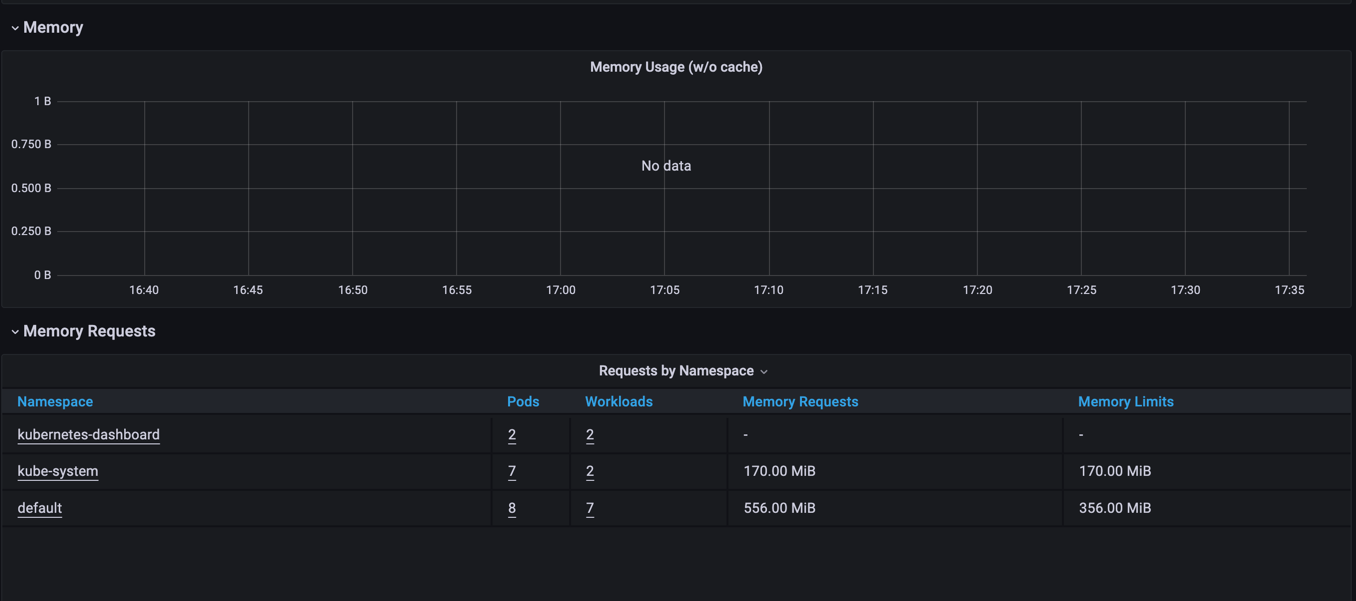 Memory
Memory Usage (w/o cache)
1 B
0.750 B
No data
0.500 B
0.250 B
0 B
16:40 16:45 16:50 16:55 17:00 17:05 17:10 17:15 17:20 17:25 17:30 17:35
Memory Requests
Requests by Namespace
Namespace Pods Workloads Memory Requests Memory Limits
kubernetes-dashboard 2 2 - -
kube-system 7 2 170.00 MiB 170.00 MiB
default 8 7 556.00 MiB 356.00 MiB